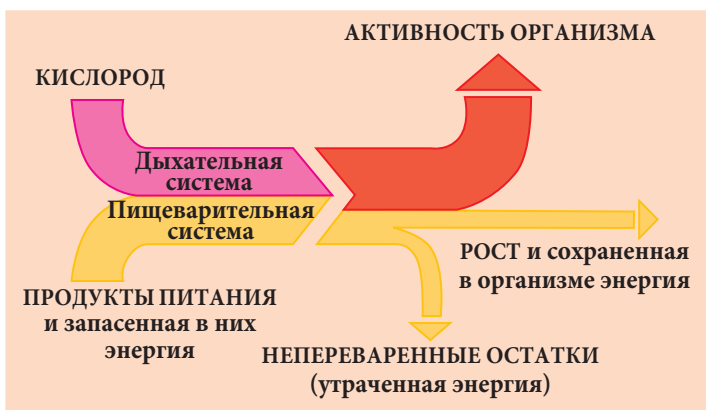 АКТИВНОСТЬ ОРГАНИЗМА
КИСЛОРОД
Дыхательная
система
Пищеварительная
система
РОСТ и сохраненная
в организме энергия
ПРОДУКТЫ ПИТАНИЯ
и запасенная в них
энергия
НЕПЕРЕВАРЕННЫЕ ОСТАТКИ
(утраченная энергия)